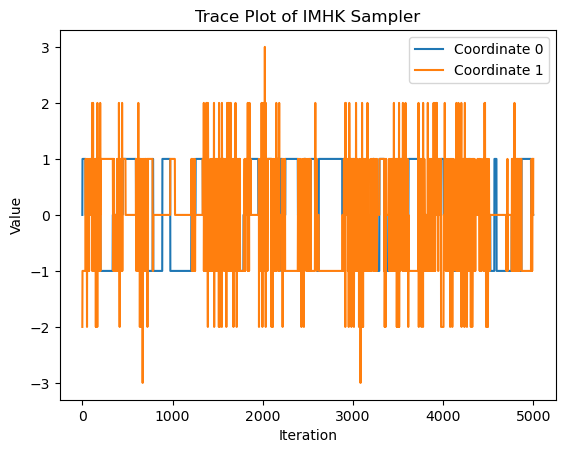 Trace Plot of IMHK Sampler
Coordinate 0
Coordinate 1
3
2
1
0
−1
−2
−3
Value
0
1000
2000
3000
4000
5000
Iteration